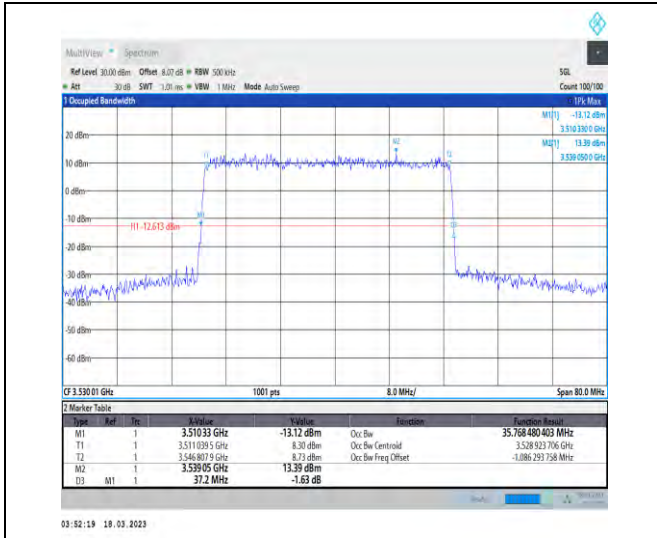 MultiView Spectrum
Ref Level 30.00 dBm Offset 8.07 dB RBW 500 kHz SGL
Att 30 dB SWT 1.01 ms VBW 1 MHz Mode Auto Sweep Count 100/100
1 Occupied Bandwidth 1Pk Max
M1[1] -13.12 dBm
3.510 330 0 GHz
M2[1] 13.39 dBm
3.539 050 0 GHz
20 dBm
M2
T1 T2
10 dBm
0 dBm
-10 dBm M1
H1 -12.613 dBm D3
-20 dBm
-30 dBm
-40 dBm
-50 dBm
-60 dBm
CF 3.530 01 GHz 1001 pts 8.0 MHz/ Span 80.0 MHz
2 Marker Table
Type Ref Trc X-Value Y-Value Function Function Result
M1 1 3.510 33 GHz -13.12 dBm Occ Bw 35.768 480 403 MHz
T1 1 3.511 039 5 GHz 8.30 dBm Occ Bw Centroid 3.528 923 706 GHz
T2 1 3.546 807 9 GHz 8.73 dBm Occ Bw Freq Offset -1.086 293 758 MHz
M2 1 3.539 05 GHz 13.39 dBm
D3 M1 1 37.2 MHz -1.63 dB
03:52:19 18.03.2023